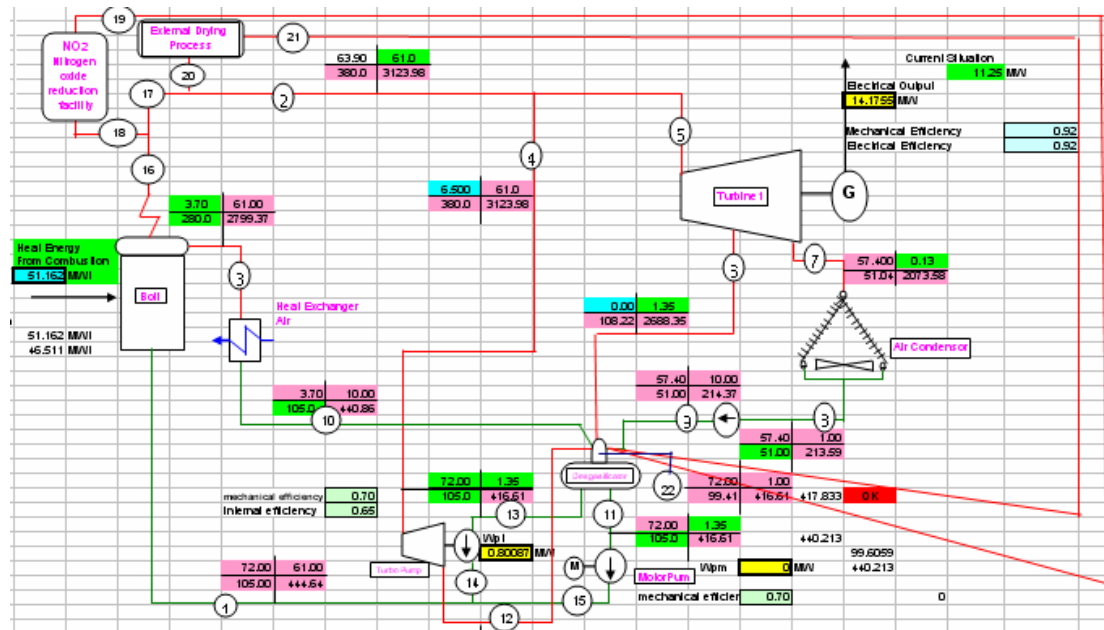 19
External Drying
Process
21
NO2
Nitrogen
oxide
reduction
facility
63.90 61.0
380.0 3123.98
Current Situation
11.25 MW
20
Electrical Output
14.1755 MW
17
2
18
5
Mechanical Efficiency 0.92
Electrical Efficiency 0.92
4
16
6.500 61.0
380.0 3123.98
Turbine 1
G
3.70 61.00
280.0 2799.37
Heat Energy
From Combustion
51.162 MWt
3
7
57.400 0.13
51.04 2073.58
Boil
Heat Exchanger
Air
0.00 1.35
108.22 2688.35
51.162 MWt
46.511 MWt
Air Condensor
57.40 10.00
51.00 214.37
3.70 10.00
105.0 440.86
10
57.40 1.00
51.00 213.59
22
72.00 1.35
105.0 416.61
72.00 1.00
99.41 416.61 417.833 OK
mechanical efficiency 0.70
Internal efficiency 0.65
13
11
72.00 1.35
105.0 416.61
440.213
99.6059
440.213
Wpt
0.80087 MW
Turbo Pump
M
MotorPum Wpm 0 MW
mechanical efficier 0.70 0
72.00 61.00
105.00 444.64
14
1
12
15